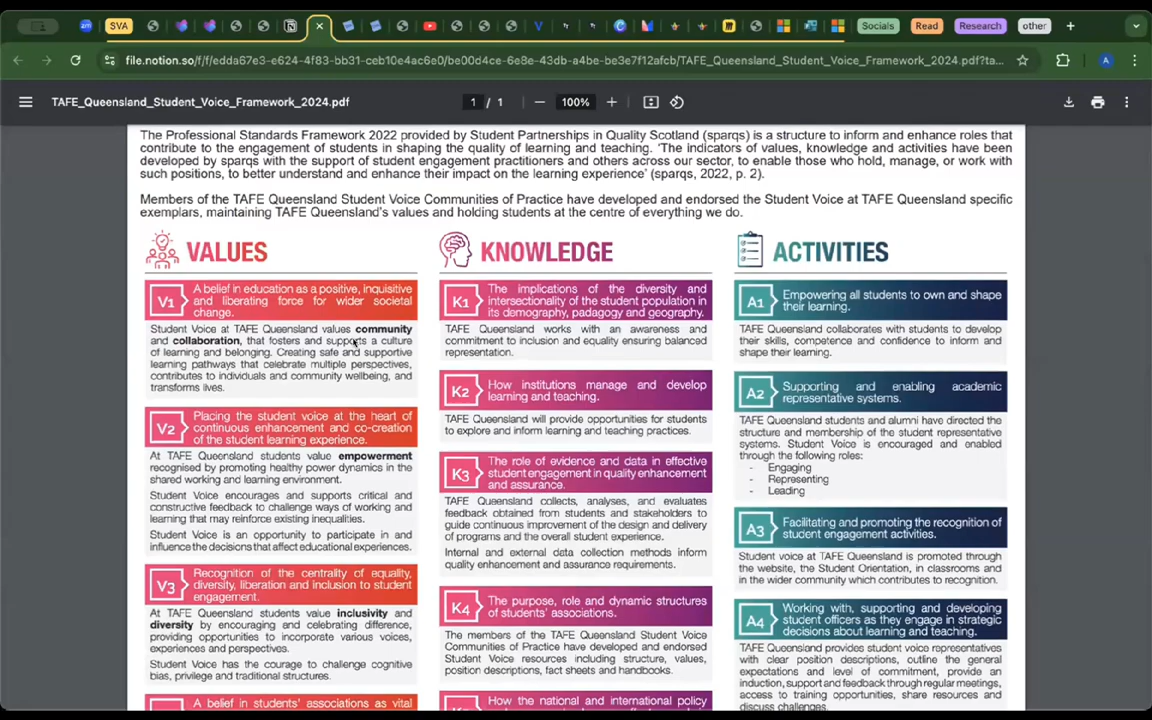 SVA
Socials
Read
Research
other
file.notion.so/f/f/edda67e3-e624-4f83-bb31-ceb10e4ac6e0/be00d4ce-6e8e-43db-a4be-be3e7f12afcb/TAFE_Queensland_Student_Voice_Framework_2024.pdf?ta...
TAFE_Queensland_Student_Voice_Framework_2024.pdf
1 / 1
100%
The Professional Standards Framework 2022 provided by Student Partnerships in Quality Scotland (sparqs) is a structure to inform and enhance roles that
contribute to the engagement of students in shaping the quality of learning and teaching. 'The indicators of values, knowledge and activities have been
developed by sparqs with the support of student engagement practitioners and others across our sector, to enable those who hold, manage, or work with
such positions, to better understand and enhance their impact on the learning experience' (sparqs, 2022, p. 2).
Members of the TAFE Queensland Student Voice Communities of Practice have developed and endorsed the Student Voice at TAFE Queensland specific
exemplars, maintaining TAFE Queensland's values and holding students at the centre of everything we do.
VALUES
V1
A belief in education as a positive, inquisitive
and liberating force for wider societal
change.
Student Voice at TAFE Queensland values community
and collaboration, that fosters and supports a culture
of learning and belonging. Creating safe and supportive
learning pathways that celebrate multiple perspectives,
contributes to individuals and community wellbeing, and
transforms lives.
V2
Placing the student voice at the heart of
continuous enhancement and co-creation
of the student learning experience.
At TAFE Queensland students value empowerment
recognised by promoting healthy power dynamics in the
shared working and learning environment.
Student Voice encourages and supports critical and
constructive feedback to challenge ways of working and
learning that may reinforce existing inequalities.
Student Voice is an opportunity to participate in and
influence the decisions that affect educational experiences.
V3
Recognition of the centrality of equality,
diversity, liberation and inclusion to student
engagement.
At TAFE Queensland students value inclusivity and
diversity by encouraging and celebrating difference,
providing opportunities to incorporate various voices,
experiences and perspectives.
Student Voice has the courage to challenge cognitive
bias, privilege and traditional structures.
A belief in students' associations as vital
KNOWLEDGE
K1
The implications of the diversity and
intersectionality of the student population in
its demography, padagogy and geography.
TAFE Queensland works with an awareness and
commitment to inclusion and equality ensuring balanced
representation.
K2
How institutions manage and develop
learning and teaching.
TAFE Queensland will provide opportunities for students
to explore and inform learning and teaching practices.
K3
The role of evidence and data in effective
student engagement in quality enhancement
and assurance.
TAFE Queensland collects, analyses, and evaluates
feedback obtained from students and stakeholders to
guide continuous improvement of the design and delivery
of programs and the overall student experience.
Internal and external data collection methods inform
quality enhancement and assurance requirements.
K4
The purpose, role and dynamic structures
of students' associations.
The members of the TAFE Queensland Student Voice
Communities of Practice have developed and endorsed
Student Voice resources including structure, values,
position descriptions, fact sheets and handbooks.
How the national and international policy
ACTIVITIES
A1
Empowering all students to own and shape
their learning.
TAFE Queensland collaborates with students to develop
their skills, competence and confidence to inform and
shape their learning.
A2
Supporting and enabling academic
representative systems.
TAFE Queensland students and alumni have directed the
structure and membership of the student representative
systems. Student Voice is encouraged and enabled
through the following roles:
- Engaging
- Representing
- Leading
A3
Facilitating and promoting the recognition of
student engagement activities.
Student voice at TAFE Queensland is promoted through
the website, the Student Orientation, in classrooms and
in the wider community which contributes to recognition.
A4
Working with, supporting and developing
student officers as they engage in strategic
decisions about learning and teaching.
TAFE Queensland provides student voice representatives
with clear position descriptions, outline the general
expectations and level of commitment, provide an
induction, support and feedback through regular meetings,
access to training opportunities, share resources and
discuss challenges.